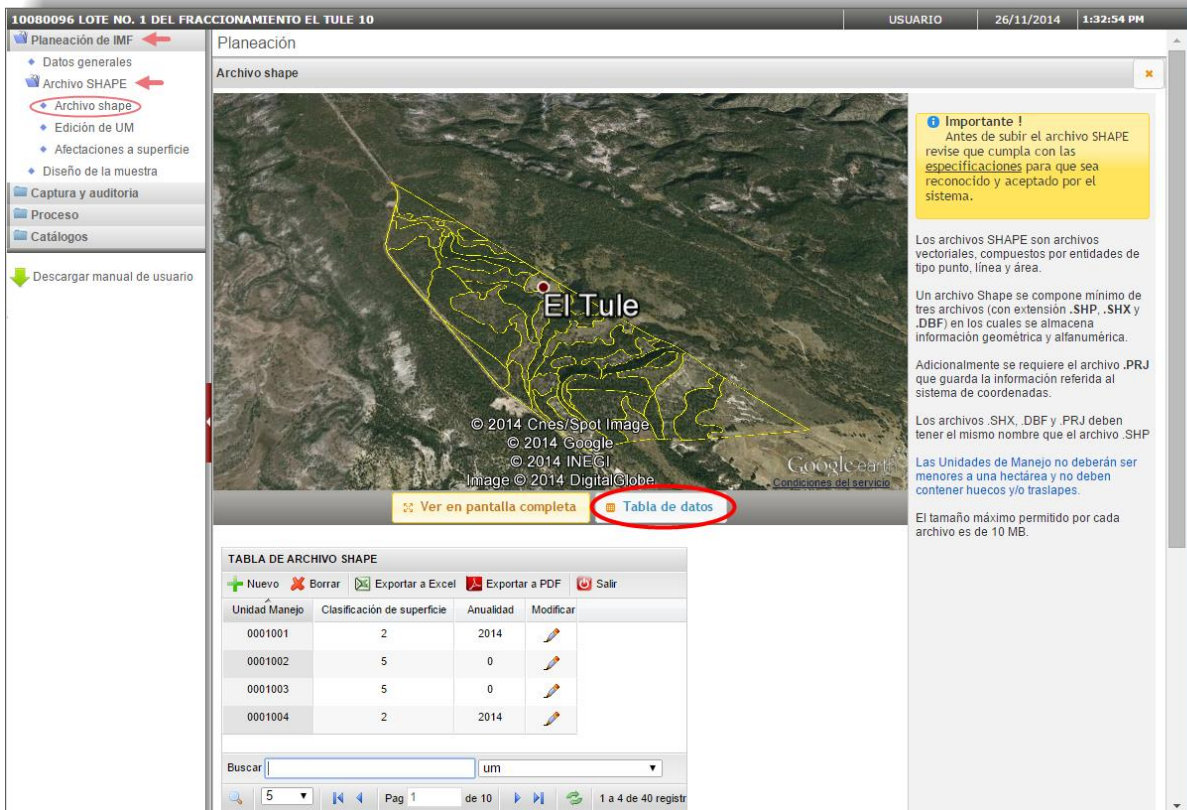 10080096 LOTE NO. 1 DEL FRACCIONAMIENTO EL TULE 10
USUARIO
26/11/2014
1:32:54 PM
Planeación de IMF
Datos generales
Archivo SHAPE
Archivo shape
Edición de UM
Afectaciones a superficie
Diseño de la muestra
Captura y auditoria
Proceso
Catálogos
Descargar manual de usuario
Planeación
Archivo shape
El Tule
© 2014 Cnes/Spot Image
© 2014 Google
© 2014 INEGI
Image © 2014 DigitalGlobe
Google earth
Condiciones del servicio
Ver en pantalla completa
Tabla de datos
Importante !
Antes de subir el archivo SHAPE
revise que cumpla con las
especificaciones para que sea
reconocido y aceptado por el
sistema.
Los archivos SHAPE son archivos
vectoriales, compuestos por entidades de
tipo punto, línea y área.
Un archivo Shape se compone mínimo de
tres archivos (con extensión .SHP, .SHX y
.DBF) en los cuales se almacena
información geométrica y alfanumérica.
Adicionalmente se requiere el archivo .PRJ
que guarda la información referida al
sistema de coordenadas.
Los archivos .SHX, .DBF y .PRJ deben
tener el mismo nombre que el archivo .SHP
Las Unidades de Manejo no deberán ser
menores a una hectárea y no deben
contener huecos y/o traslapes.
El tamaño máximo permitido por cada
archivo es de 10 MB.
TABLA DE ARCHIVO SHAPE
Nuevo Borrar Exportar a Excel Exportar a PDF Salir
Unidad Manejo Clasificación de superficie Anualidad Modificar
0001001 2 2014
0001002 5 0
0001003 5 0
0001004 2 2014
Buscar um
5 Pag 1 de 10 1 a 4 de 40 registr